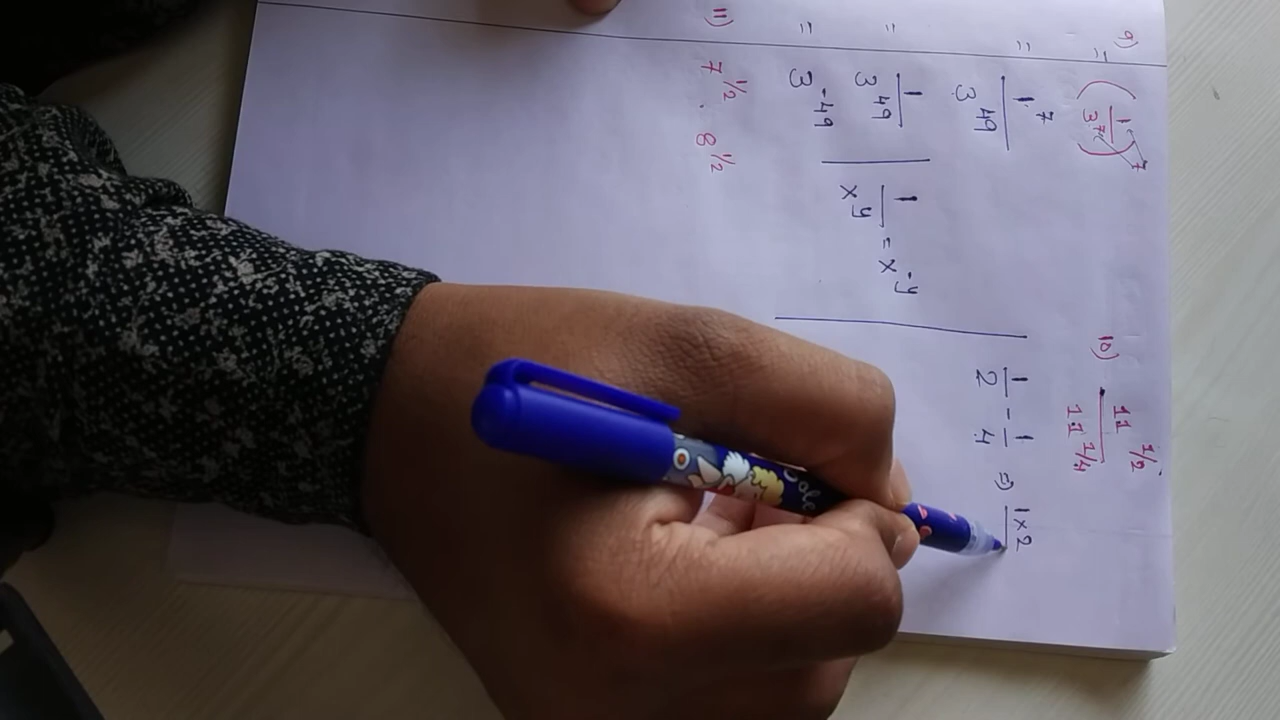 9)
= ( 1 / 3^7 )^7
= 1^7 / 3^49
= 1 / 3^49
= 3^-49
1 / x^y = x^-y
10) 11^1/2 / 11^1/4
1/2 - 1/4 => 1×2 /
11) 7^1/2 . 8^1/2